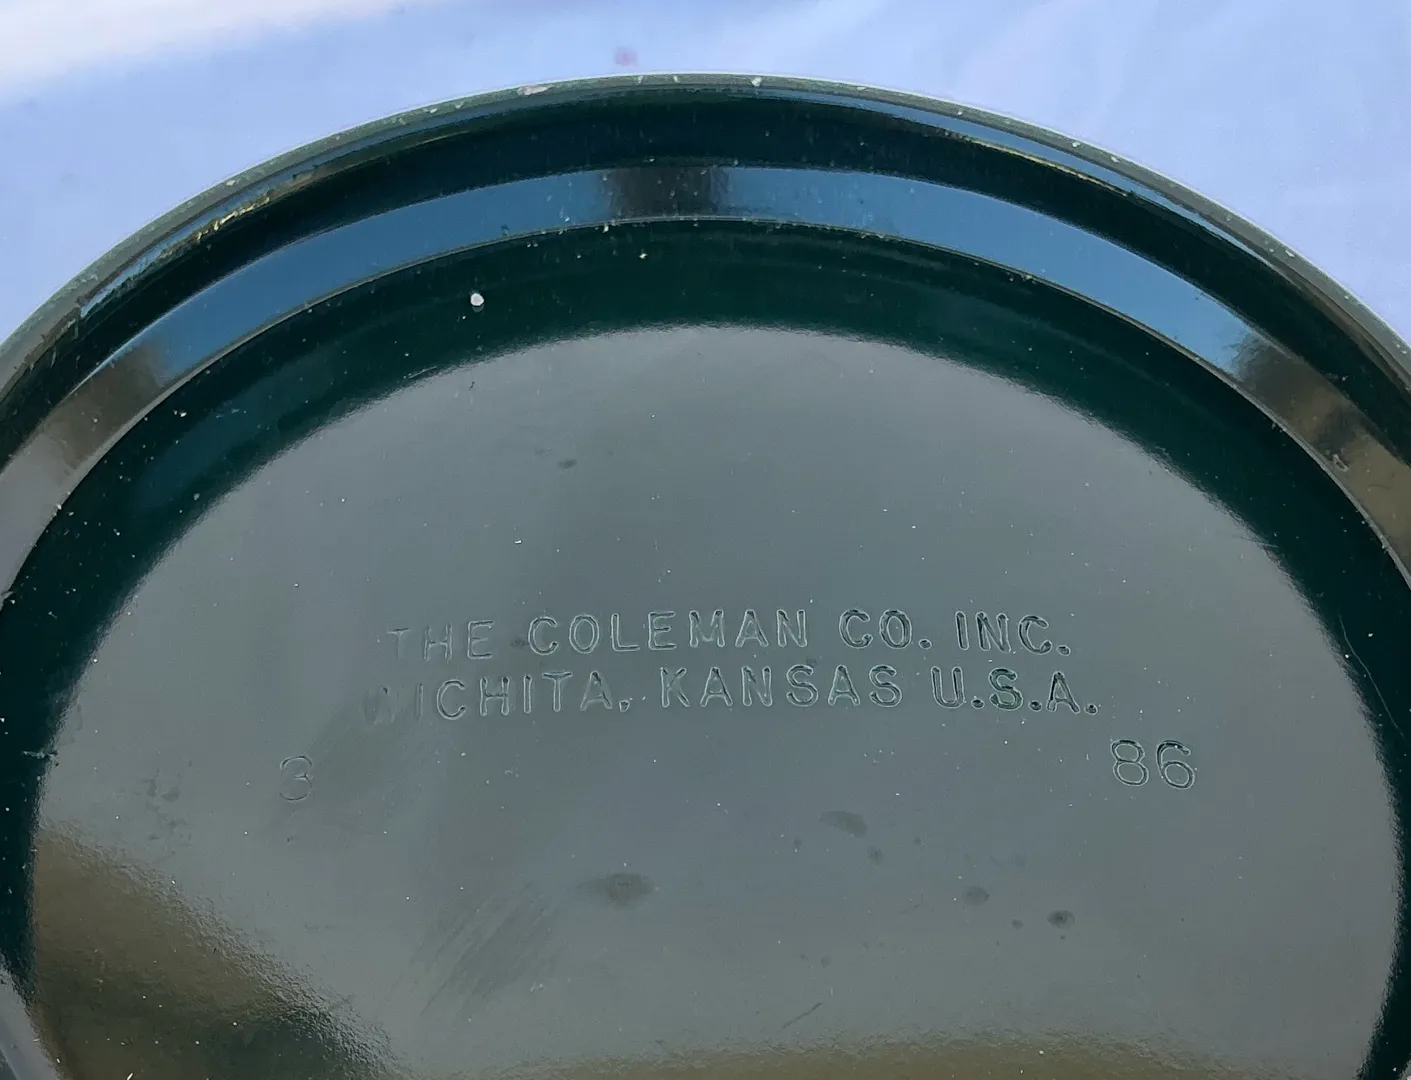 THE COLEMAN CO. INC.
WICHITA, KANSAS U.S.A.
3 86